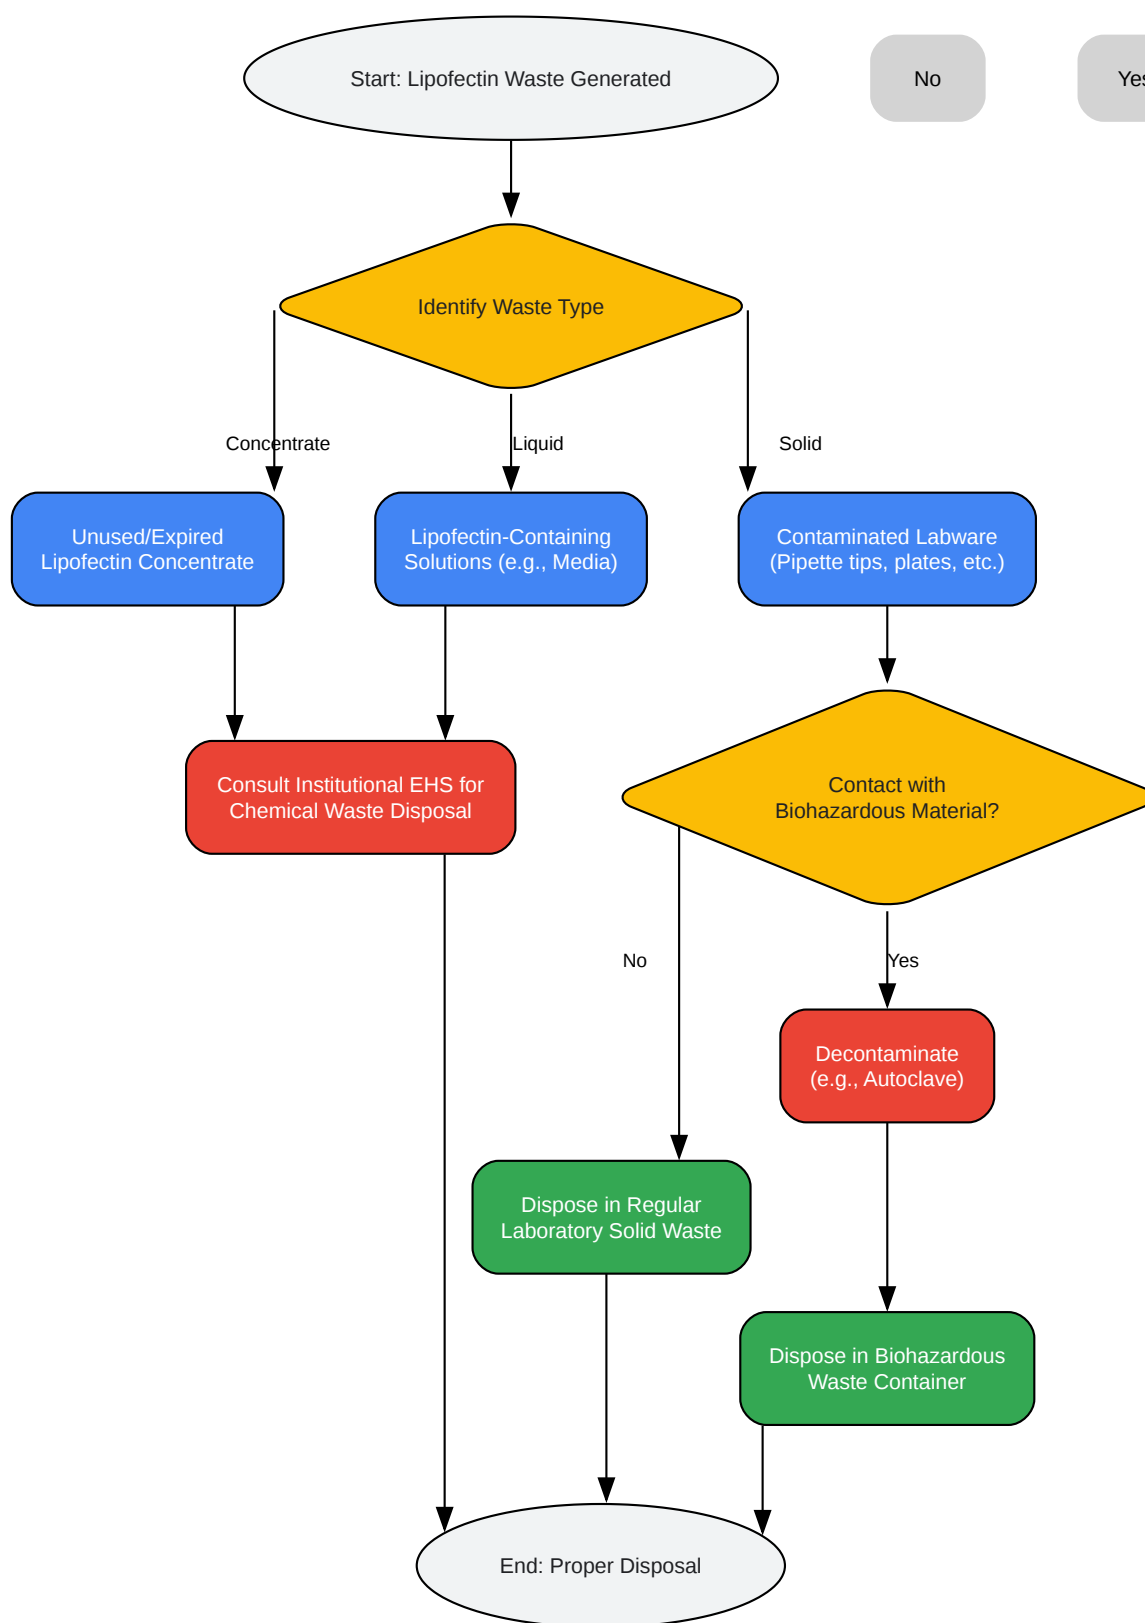 Start: Lipofectin Waste Generated
No
Yes
Identify Waste Type
Concentrate
Liquid
Solid
Unused/Expired
Lipofectin Concentrate
Lipofectin-Containing
Solutions (e.g., Media)
Contaminated Labware
(Pipette tips, plates, etc.)
Consult Institutional EHS for
Chemical Waste Disposal
Contact with
Biohazardous Material?
No
Yes
Decontaminate
(e.g., Autoclave)
Dispose in Regular
Laboratory Solid Waste
Dispose in Biohazardous
Waste Container
End: Proper Disposal